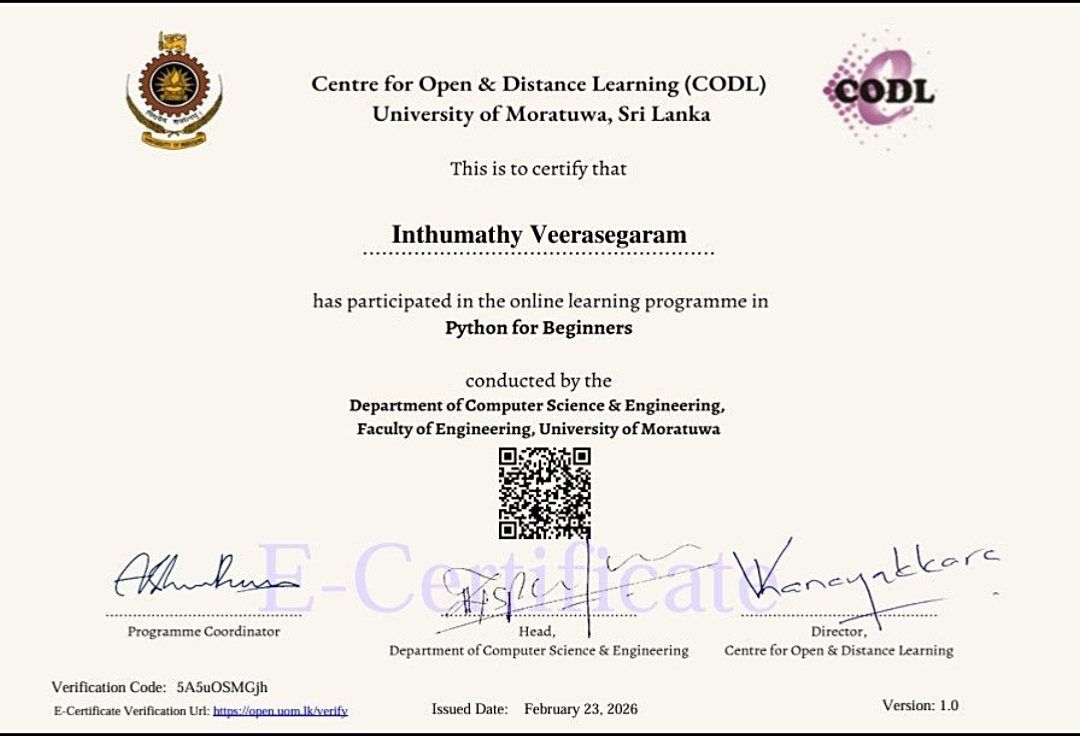 Centre for Open & Distance Learning (CODL)
University of Moratuwa, Sri Lanka
CODL
This is to certify that
Inthumathy Veerasegaram
has participated in the online learning programme in
Python for Beginners
conducted by the
Department of Computer Science & Engineering,
Faculty of Engineering, University of Moratuwa
E-Certificate
Programme Coordinator
Head,
Department of Computer Science & Engineering
Director,
Centre for Open & Distance Learning
Verification Code: 5A5uOSMGjh
E-Certificate Verification Url: https://open.uom.lk/verify
Issued Date: February 23, 2026
Version: 1.0